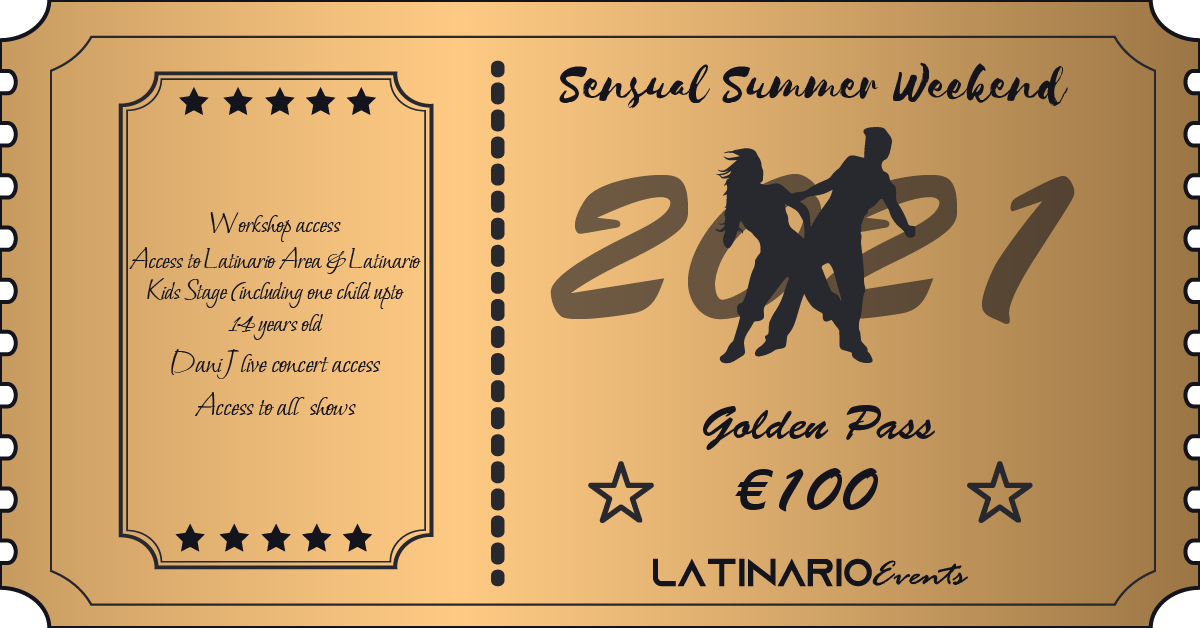 Workshop access
Access to Latinario Area & Latinario
Kids Stage (including one child upto
14 years old
Dani J live concert access
Access to all shows
Sensual Summer Weekend
2021
Golden Pass
€100
LATINARIO Events